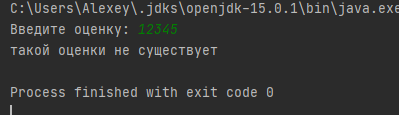 C:\Users\Alexey\.jdks\openjdk-15.0.1\bin\java.exe
Введите оценку: 12345
такой оценки не существует
Process finished with exit code 0